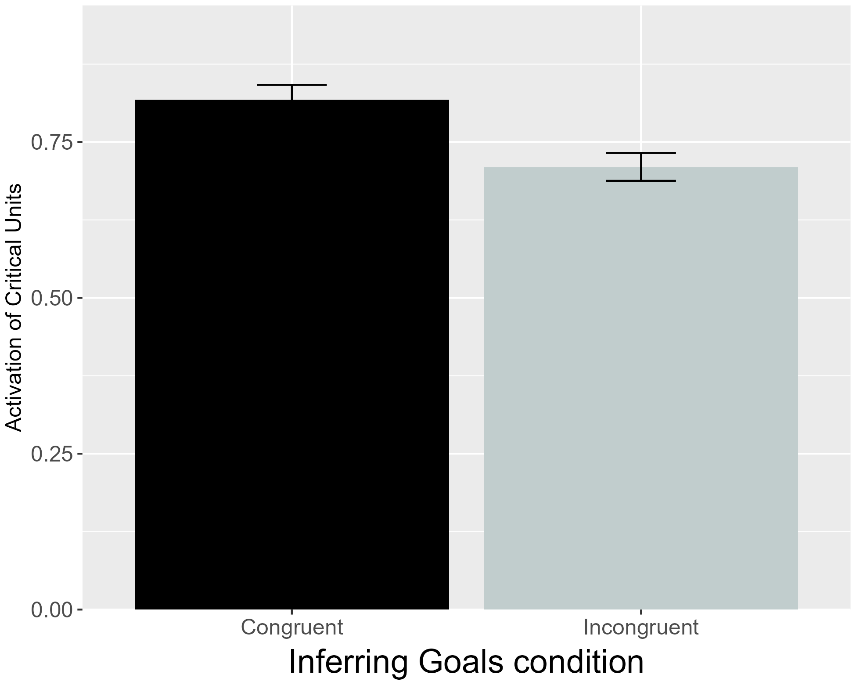 Activation of Critical Units
0.75
0.50
0.25
0.00
Congruent
Incongruent
Inferring Goals condition